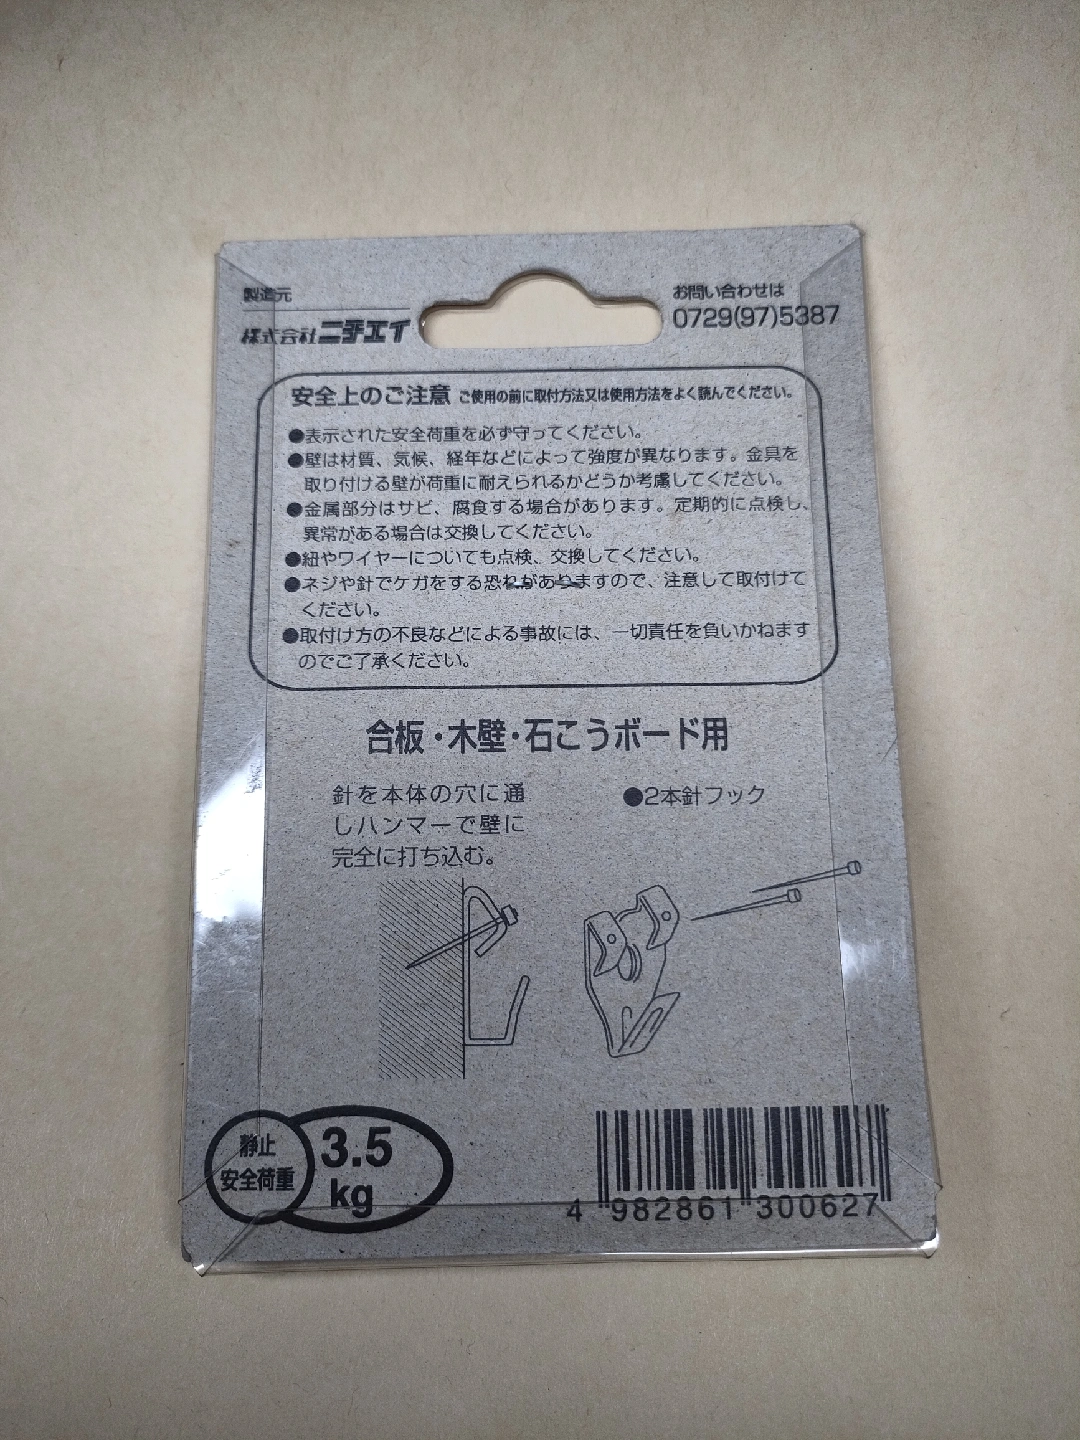 製造元
株式会社ニチエイ
お問い合わせは
0729(97)5387
安全上のご注意 ご使用の前に取付方法又は使用方法をよく読んでください。
●表示された安全荷重を必ず守ってください。
●壁は材質、気候、経年などによって強度が異なります。金具を
取り付ける壁が荷重に耐えられるかどうか考慮してください。
●金属部分はサビ、腐食する場合があります。定期的に点検し、
異常がある場合は交換してください。
●紐やワイヤーについても点検、交換してください。
●ネジや針でケガをする恐れがありますので、注意して取付けて
ください。
●取付け方の不良などによる事故には、一切責任を負いかねます
のでご了承ください。
合板・木壁・石こうボード用
針を本体の穴に通
しハンマーで壁に
完全に打ち込む。
●2本針フック
静止
安全荷重
3.5
kg
4 982861 300627